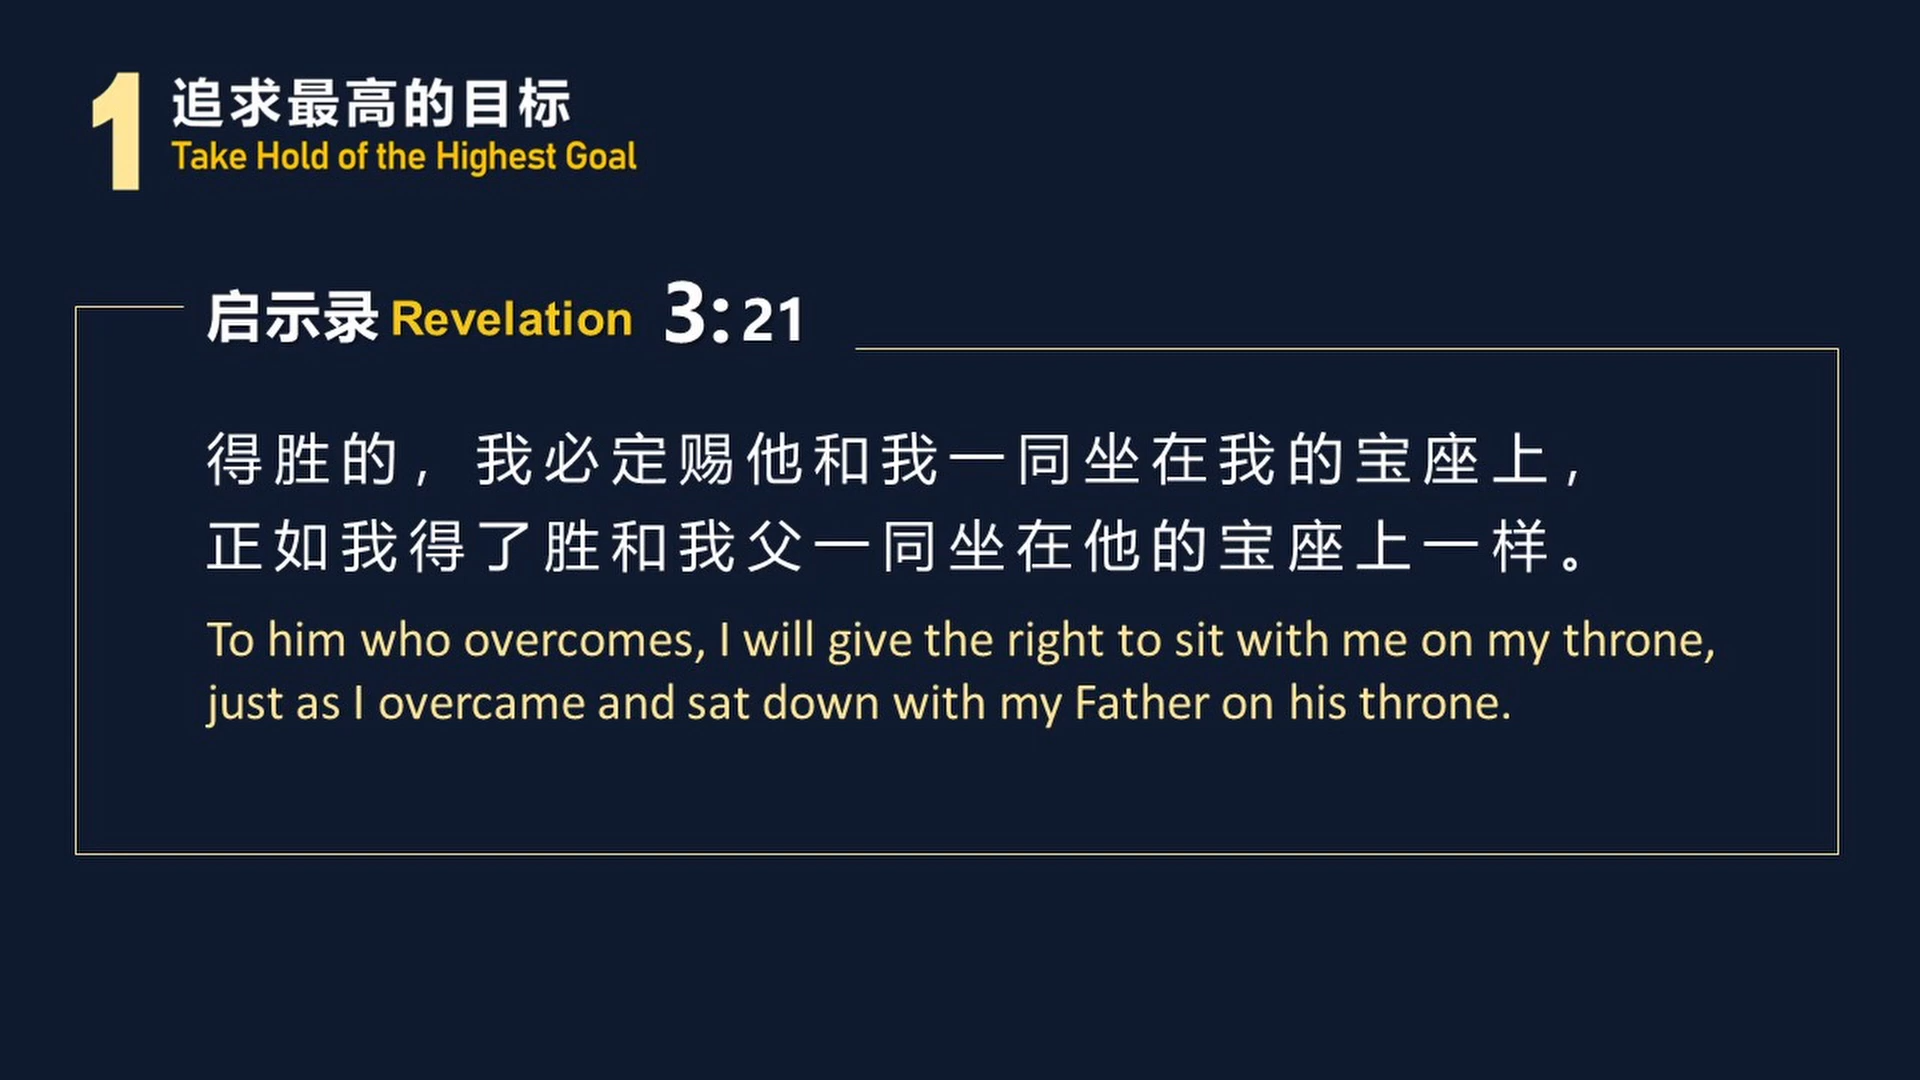 1 追求最高的目标
Take Hold of the Highest Goal
启示录 Revelation 3:21
得胜的，我必定赐他和我一同坐在我的宝座上，
正如我得了胜和我父一同坐在他的宝座上一样。
To him who overcomes, I will give the right to sit with me on my throne,
just as I overcame and sat down with my Father on his throne.